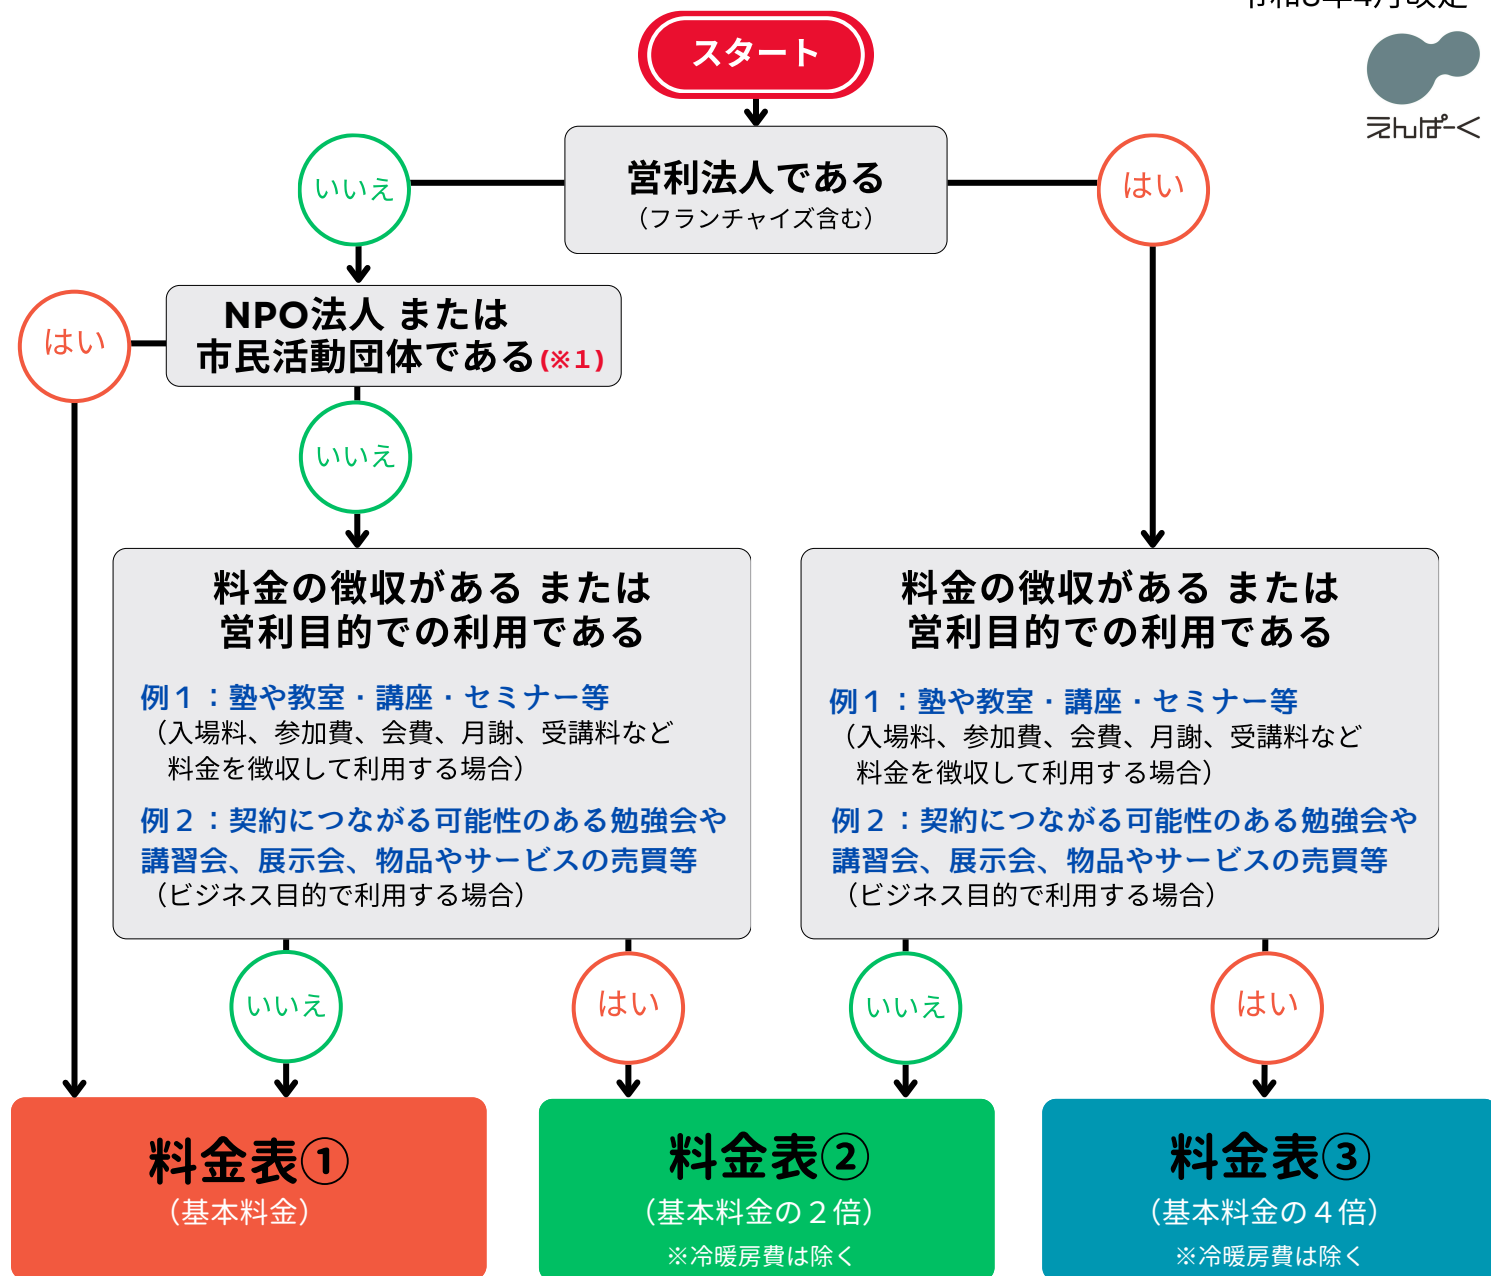 スタート
えんぱーく
営利法人である
（フランチャイズ含む）
いいえ
はい
NPO法人 または
市民活動団体である(※１)
はい
いいえ
料金の徴収がある または
営利目的での利用である
例１：塾や教室・講座・セミナー等
（入場料、参加費、会費、月謝、受講料など
料金を徴収して利用する場合）
例２：契約につながる可能性のある勉強会や
講習会、展示会、物品やサービスの売買等
（ビジネス目的で利用する場合）
料金の徴収がある または
営利目的での利用である
例１：塾や教室・講座・セミナー等
（入場料、参加費、会費、月謝、受講料など
料金を徴収して利用する場合）
例２：契約につながる可能性のある勉強会や
講習会、展示会、物品やサービスの売買等
（ビジネス目的で利用する場合）
いいえ
はい
いいえ
はい
料金表①
（基本料金）
料金表②
（基本料金の２倍）
※冷暖房費は除く
料金表③
（基本料金の４倍）
※冷暖房費は除く